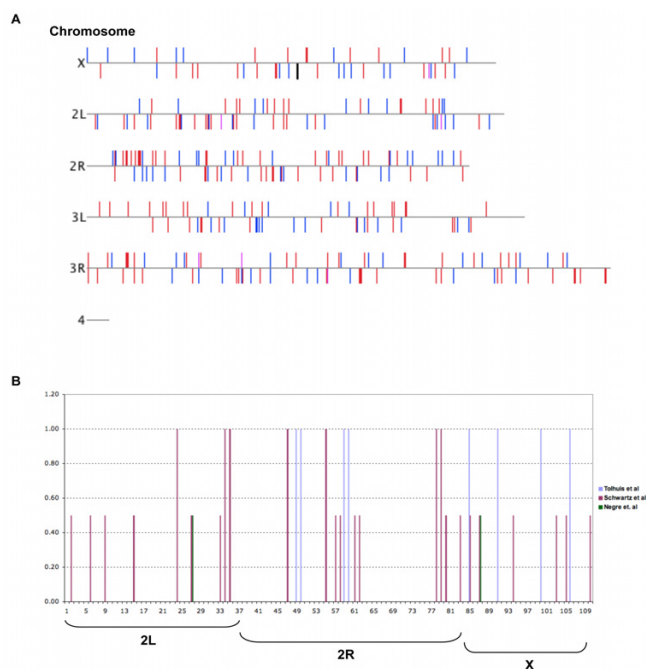 A
Chromosome
X
2L
2R
3L
3R
4
B
1.20
1.00
0.80
0.60
0.40
0.20
0.00
Tolhuis et al
Schwartz et al
Negre et. al
1 5 9 13 17 21 25 29 33 37 41 45 49 53 57 61 65 69 73 77 81 85 89 93 97 101 105 109
2L 2R X